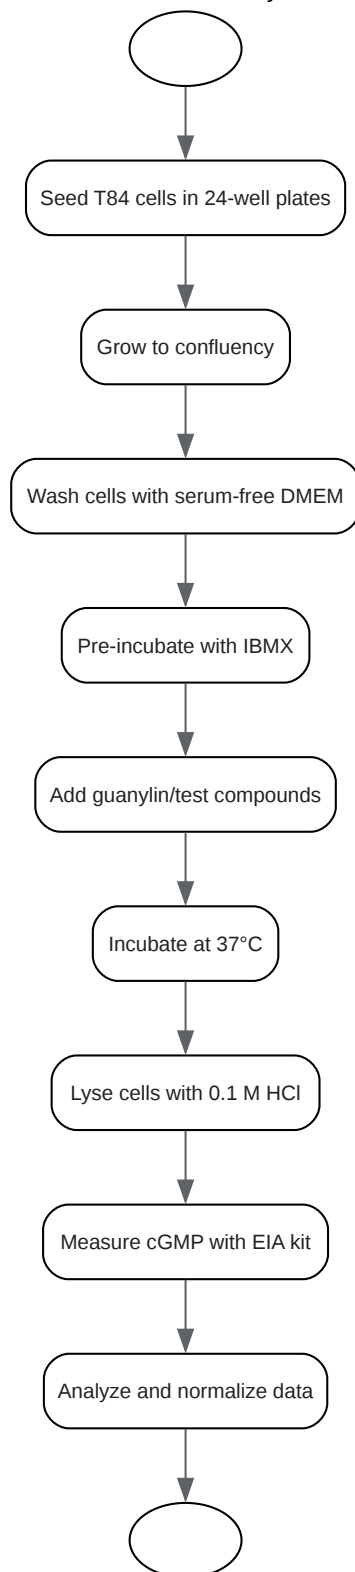 Seed T84 cells in 24-well plates
Grow to confluency
Wash cells with serum-free DMEM
Pre-incubate with IBMX
Add guanylin/test compounds
Incubate at 37°C
Lyse cells with 0.1 M HCl
Measure cGMP with EIA kit
Analyze and normalize data